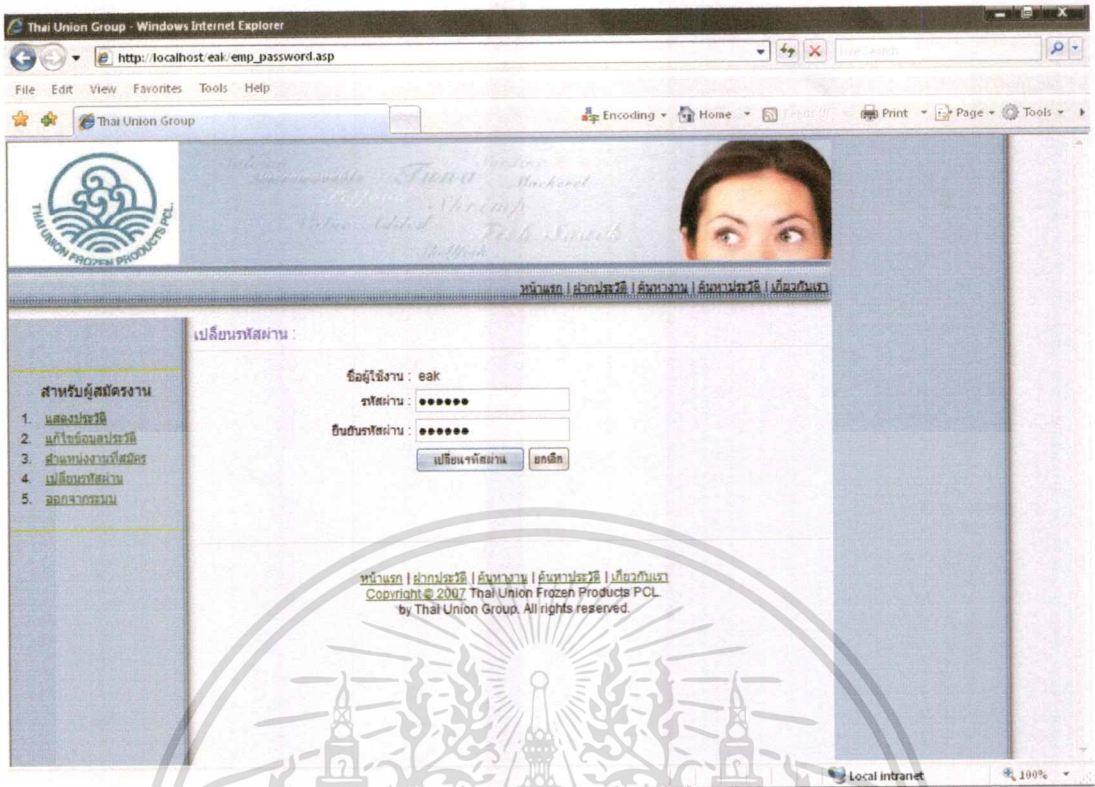 Thai Union Group - Windows Internet Explorer
http://localhost/eak/emp_password.asp
Live Search
File Edit View Favorites Tools Help
Thai Union Group
Encoding Home Print Page Tools
THAI UNION FROZEN PRODUCTS PCL.
Tuna
Mackerel
Shrimp
Value Added
Fish Snack
Shellfish
หน้าแรก | ฝากประวัติ | ค้นหางาน | ค้นหาประวัติ | เกี่ยวกับเรา
เปลี่ยนรหัสผ่าน :
สำหรับผู้สมัครงาน
1. แสดงประวัติ
2. แก้ไขข้อมูลประวัติ
3. ตำแหน่งงานที่สมัคร
4. เปลี่ยนรหัสผ่าน
5. ออกจากระบบ
ชื่อผู้ใช้งาน : eak
รหัสผ่าน : ●●●●●●
ยืนยันรหัสผ่าน : ●●●●●●
เปลี่ยนรหัสผ่าน ยกเลิก
หน้าแรก | ฝากประวัติ | ค้นหางาน | ค้นหาประวัติ | เกี่ยวกับเรา
Copyright © 2007 Thai Union Frozen Products PCL.
by Thai Union Group, All rights reserved.
Local intranet 100%